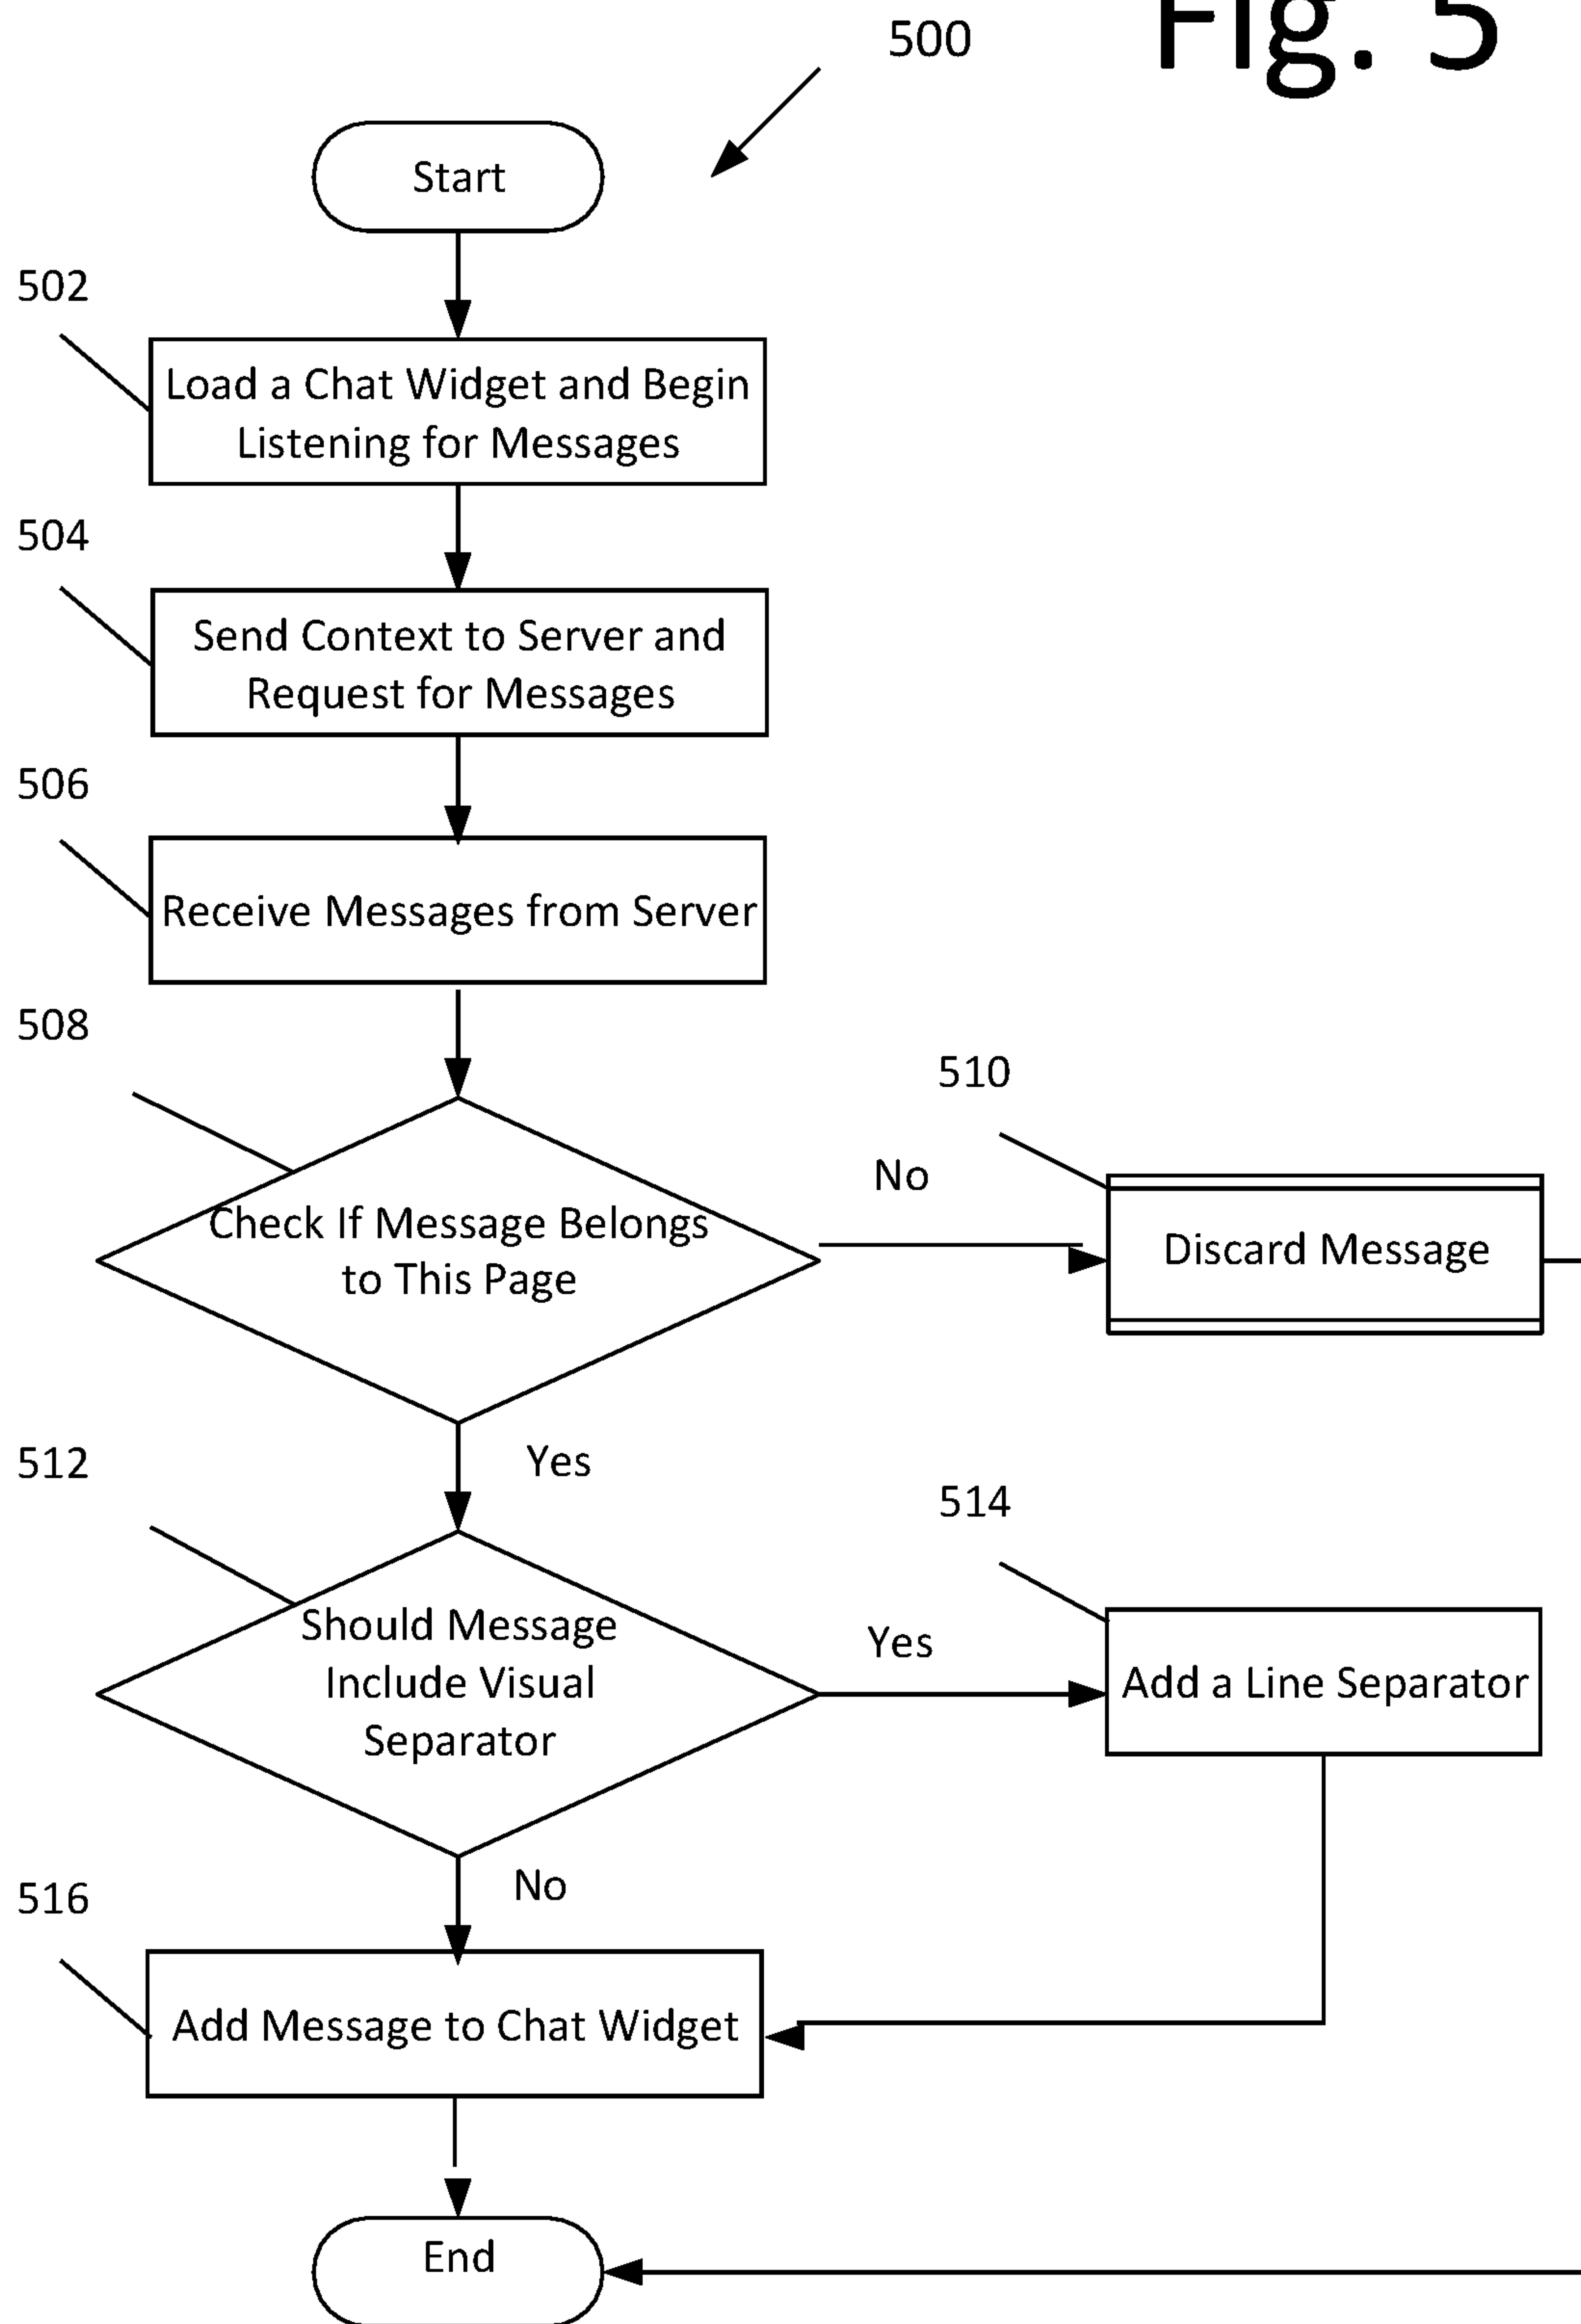 500
Fig. 5
Start
502
Load a Chat Widget and Begin
Listening for Messages
504
Send Context to Server and
Request for Messages
506
Receive Messages from Server
508
510
No
Check If Message Belongs
to This Page
Discard Message
Yes
512
514
Should Message
Include Visual
Separator
Yes
Add a Line Separator
No
516
Add Message to Chat Widget
End